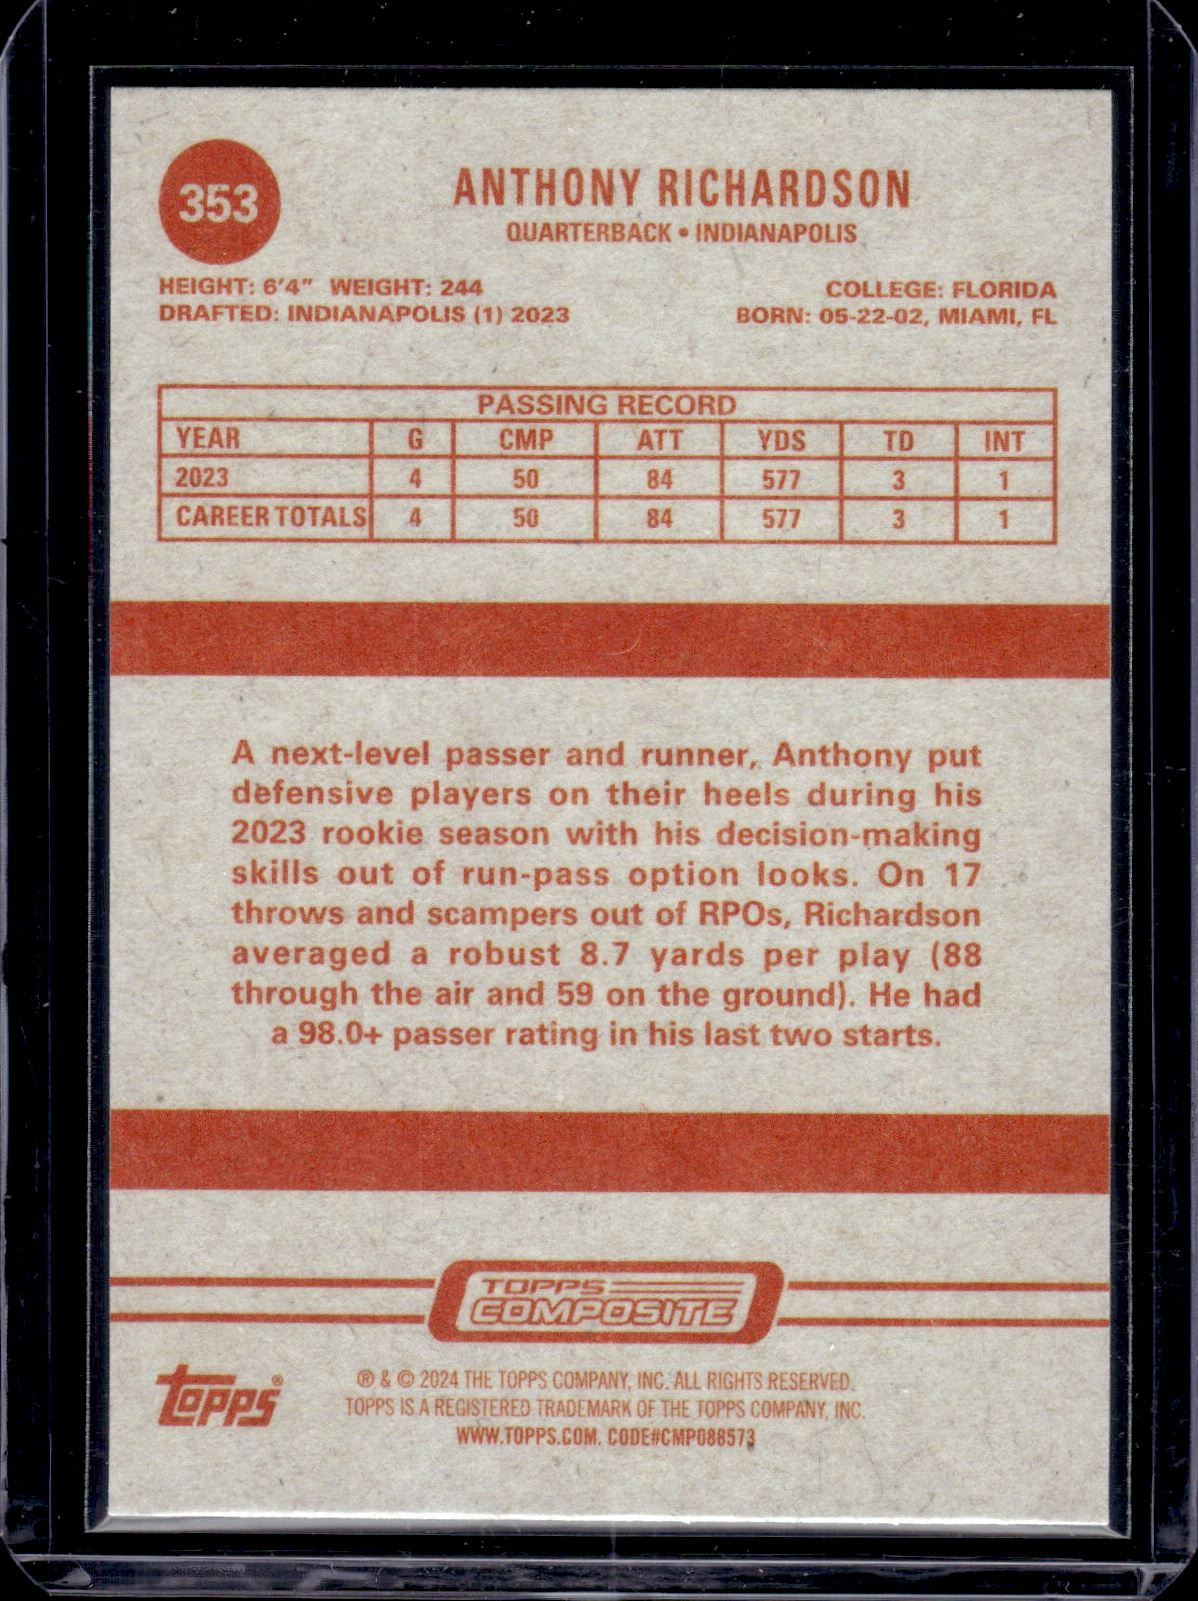 353
ANTHONY RICHARDSON
QUARTERBACK • INDIANAPOLIS
HEIGHT: 6'4" WEIGHT: 244
DRAFTED: INDIANAPOLIS (1) 2023
COLLEGE: FLORIDA
BORN: 05-22-02, MIAMI, FL
PASSING RECORD
YEAR G CMP ATT YDS TD INT
2023 4 50 84 577 3 1
CAREER TOTALS 4 50 84 577 3 1
A next-level passer and runner, Anthony put
defensive players on their heels during his
2023 rookie season with his decision-making
skills out of run-pass option looks. On 17
throws and scampers out of RPOs, Richardson
averaged a robust 8.7 yards per play (88
through the air and 59 on the ground). He had
a 98.0+ passer rating in his last two starts.
TOPPS
COMPOSITE
topps®
® & © 2024 THE TOPPS COMPANY, INC. ALL RIGHTS RESERVED.
TOPPS IS A REGISTERED TRADEMARK OF THE TOPPS COMPANY, INC.
WWW.TOPPS.COM. CODE#CMP088573